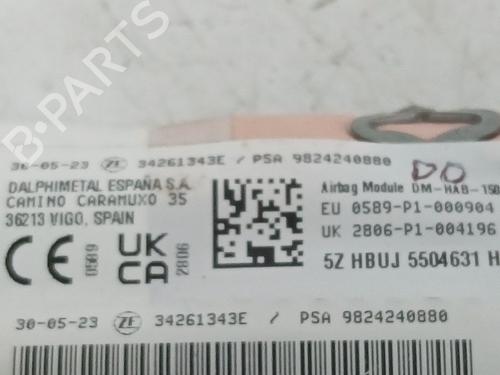 B-PARTS
30-05-23 ZF 34261343E / PSA 9824240880
DALPHIMETAL ESPAÑA S.A.
CAMINO CARAMUXO 35
36213 VIGO, SPAIN
CE 0589
UK CA 2806
DD
Airbag Module DM-HAB-150
EU 0589-P1-000904
UK 2806-P1-004196
5Z HBUJ 5504631 H
30-05-23 ZF 34261343E / PSA 9824240880